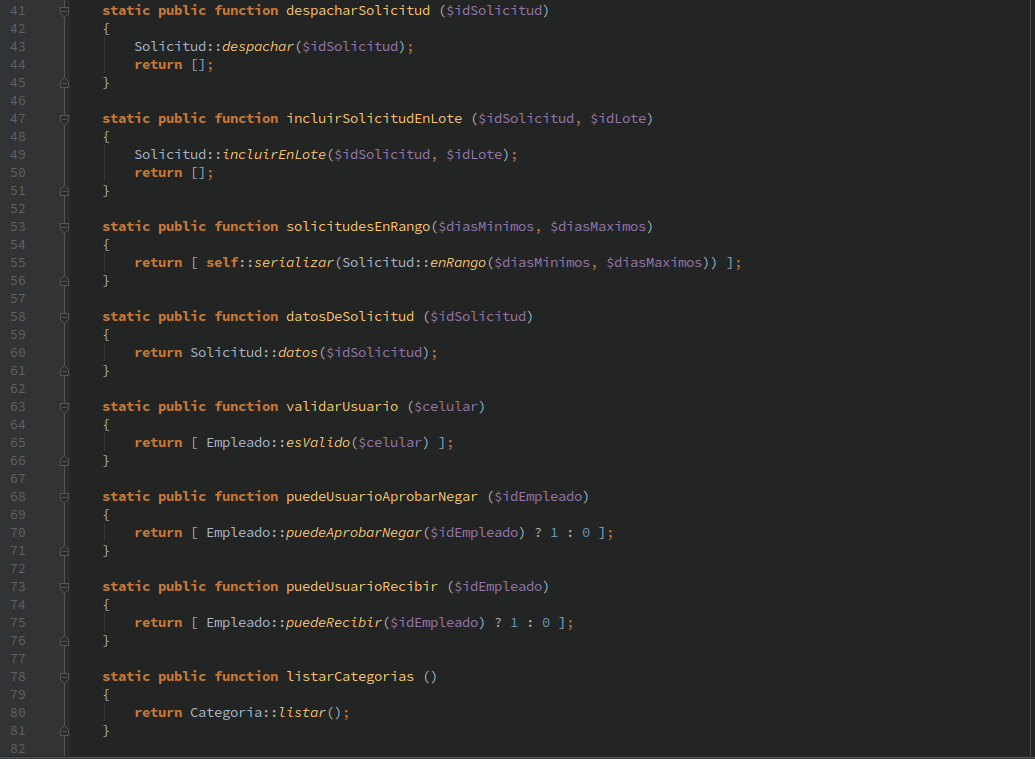 41 static public function despacharSolicitud ($idSolicitud)
42 {
43 Solicitud::despachar($idSolicitud);
44 return [];
45 }
46
47 static public function incluirSolicitudEnLote ($idSolicitud, $idLote)
48 {
49 Solicitud::incluirEnLote($idSolicitud, $idLote);
50 return [];
51 }
52
53 static public function solicitudesEnRango($diasMinimos, $diasMaximos)
54 {
55 return [ self::serializar(Solicitud::enRango($diasMinimos, $diasMaximos)) ];
56 }
57
58 static public function datosDeSolicitud ($idSolicitud)
59 {
60 return Solicitud::datos($idSolicitud);
61 }
62
63 static public function validarUsuario ($celular)
64 {
65 return [ Empleado::esValido($celular) ];
66 }
67
68 static public function puedeUsuarioAprobarNegar ($idEmpleado)
69 {
70 return [ Empleado::puedeAprobarNegar($idEmpleado) ? 1 : 0 ];
71 }
72
73 static public function puedeUsuarioRecibir ($idEmpleado)
74 {
75 return [ Empleado::puedeRecibir($idEmpleado) ? 1 : 0 ];
76 }
77
78 static public function listarCategorias ()
79 {
80 return Categoria::listar();
81 }
82